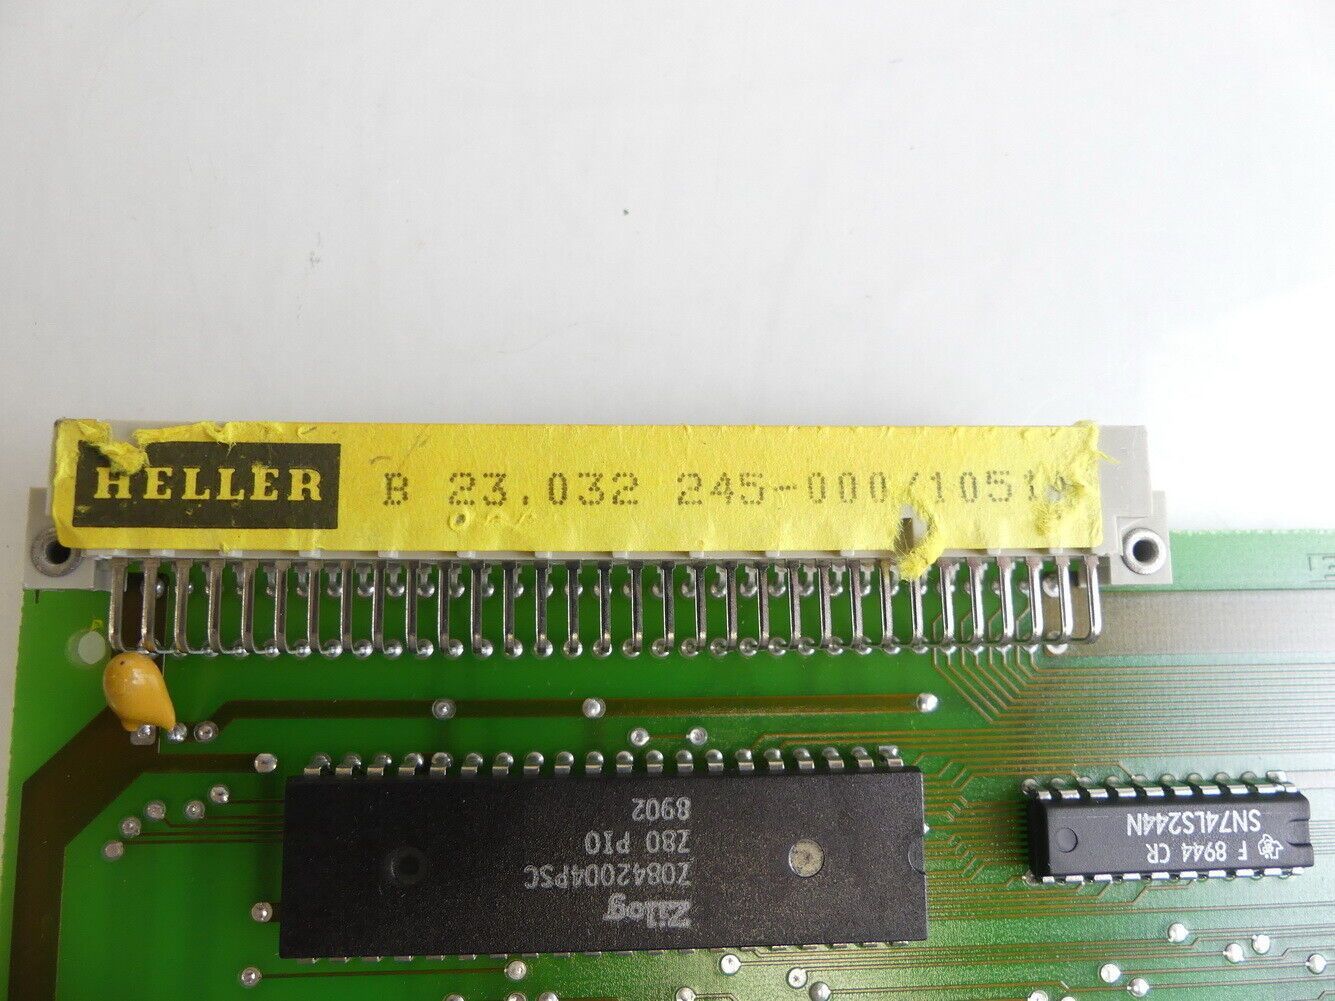 HELLER B 23.032 245-000/1051
Zilog
Z0842004PSC
Z80 PIO
8902
F 8944 CR
SN74LS244N